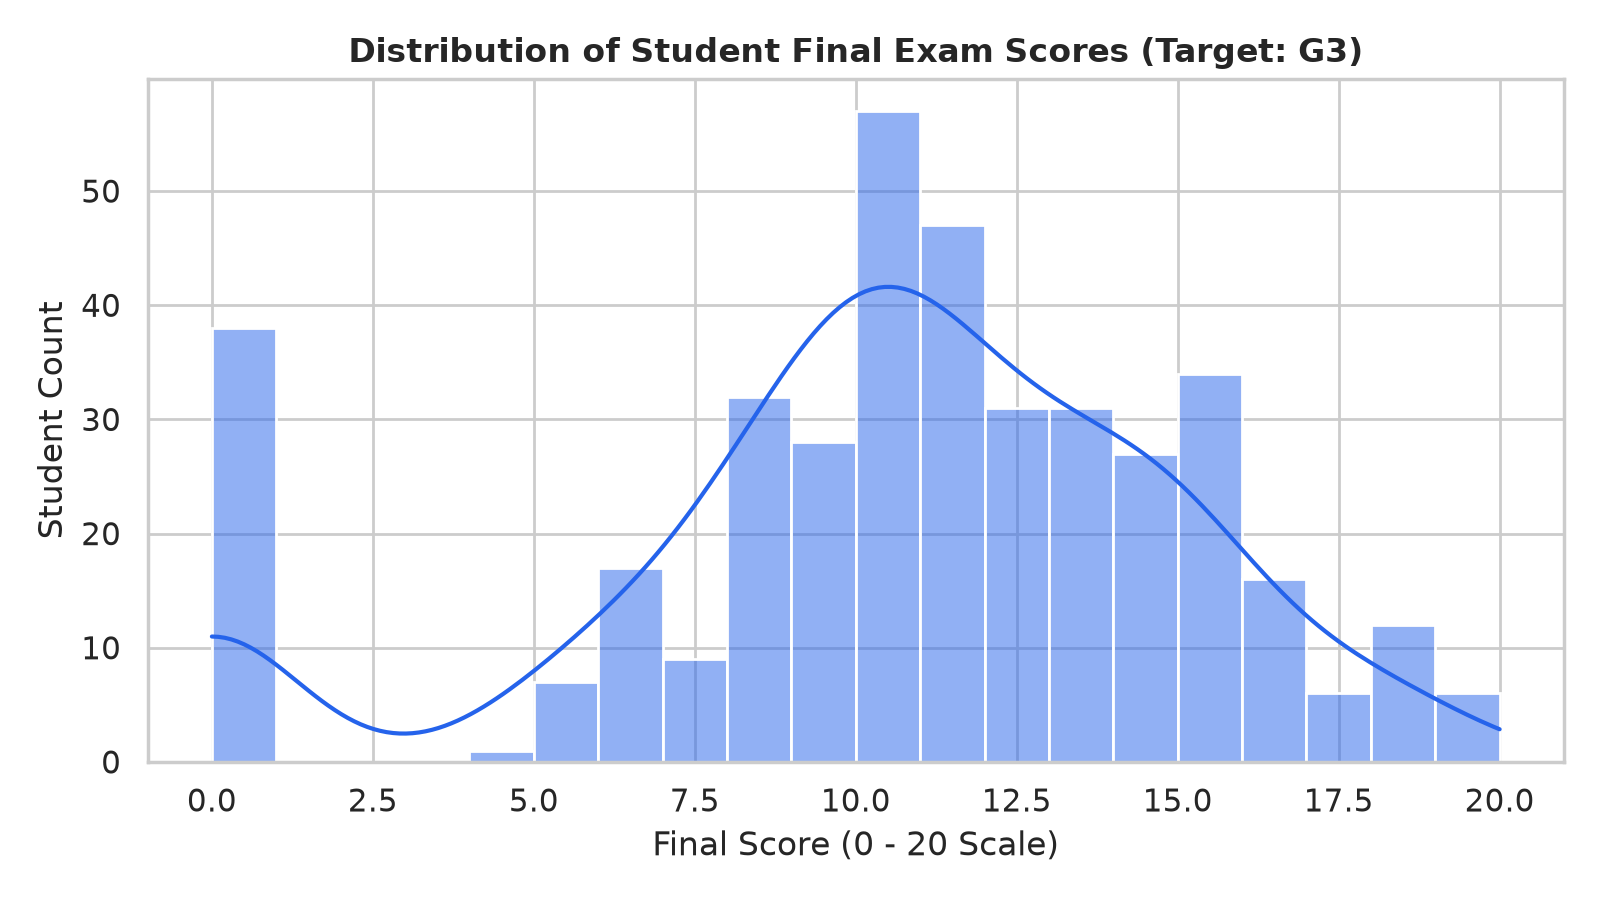 Distribution of Student Final Exam Scores (Target: G3)
Student Count
50
40
30
20
10
0
0.0 2.5 5.0 7.5 10.0 12.5 15.0 17.5 20.0
Final Score (0 - 20 Scale)